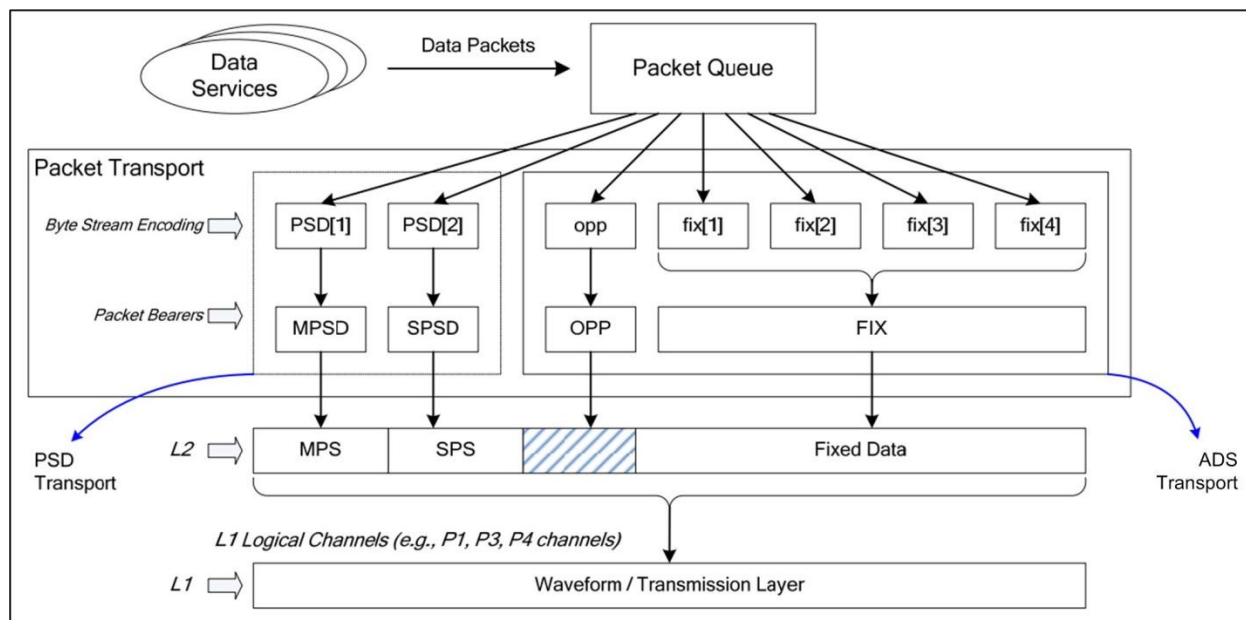 Data
Services
Data Packets
Packet Queue
Packet Transport
Byte Stream Encoding
PSD[1]
PSD[2]
opp
fix[1]
fix[2]
fix[3]
fix[4]
Packet Bearers
MPSD
SPSD
OPP
FIX
PSD
Transport
L2
MPS
SPS
Fixed Data
ADS
Transport
L1 Logical Channels (e.g., P1, P3, P4 channels)
L1
Waveform / Transmission Layer